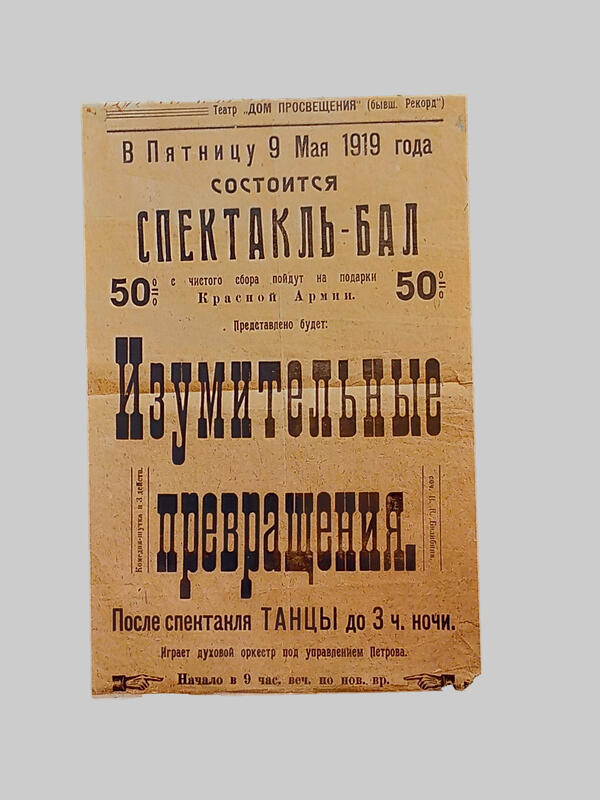 Театр „ДОМ ПРОСВЕЩЕНИЯ" (бывш. Рекорд")
В Пятницу 9 Мая 1919 года
состоится
СПЕКТАКЛЬ-БАЛ
50% с чистого сбора пойдут на подарки 50%
Красной Армии.
Представлено будет:
Изумительные
Комедия-шутка в 3 действ.
превращения.
соч. И. Я.
После спектакля ТАНЦЫ до 3 ч. ночи.
Играет духовой оркестр под управлением Петрова.
Начало в 9 час. веч. по нов. вр.